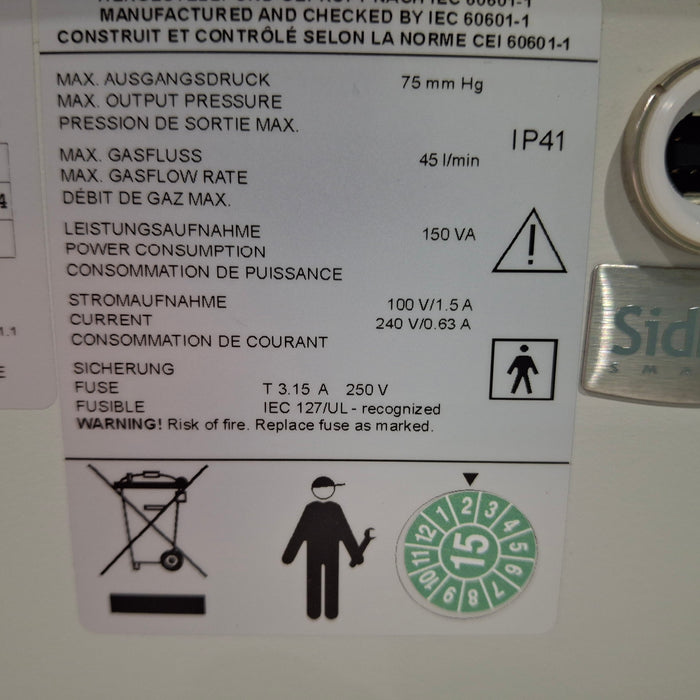 MANUFACTURED AND CHECKED BY IEC 60601-1
CONSTRUIT ET CONTRÔLÉ SELON LA NORME CEI 60601-1
MAX. AUSGANGSDRUCK 75 mm Hg
MAX. OUTPUT PRESSURE
PRESSION DE SORTIE MAX.
IP41
MAX. GASFLUSS 45 l/min
MAX. GASFLOW RATE
DÉBIT DE GAZ MAX.
LEISTUNGSAUFNAHME 150 VA
POWER CONSUMPTION
CONSOMMATION DE PUISSANCE
STROMAUFNAHME 100 V/1.5 A
CURRENT 240 V/0.63 A
CONSOMMATION DE COURANT
SICHERUNG
FUSE T 3.15 A 250 V
FUSIBLE IEC 127/UL - recognized
WARNING! Risk of fire. Replace fuse as marked.
1 2 3 4 5 6 7 8 9 10 11 12
15